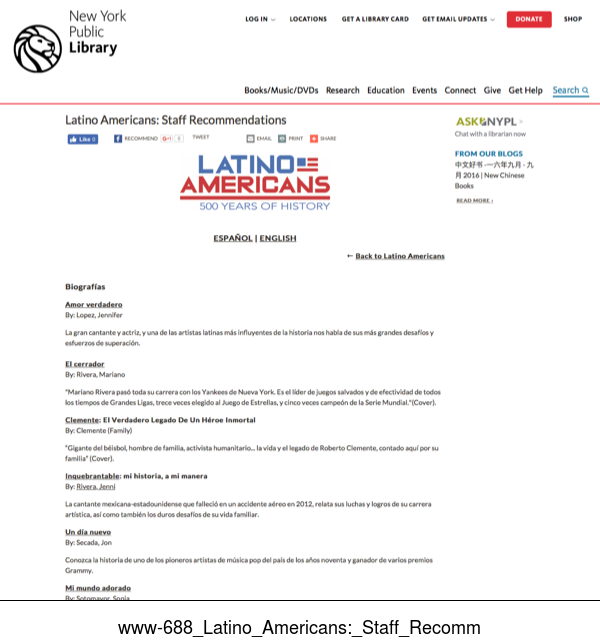 New York
Public
Library
LOG IN
LOCATIONS
GET A LIBRARY CARD
GET EMAIL UPDATES
DONATE
SHOP
Books/Music/DVDs Research Education Events Connect Give Get Help Search
Latino Americans: Staff Recommendations
Like 0
RECOMMEND
0
TWEET
EMAIL
PRINT
SHARE
LATINO
AMERICANS
500 YEARS OF HISTORY
ESPAÑOL | ENGLISH
← Back to Latino Americans
Biografías
Amor verdadero
By: Lopez, Jennifer
La gran cantante y actriz, y una de las artistas latinas más influyentes de la historia nos habla de sus más grandes desafíos y
esfuerzos de superación.
El cerrador
By: Rivera, Mariano
"Mariano Rivera pasó toda su carrera con los Yankees de Nueva York. Es el líder de juegos salvados y de efectividad de todos
los tiempos de Grandes Ligas, trece veces elegido al Juego de Estrellas, y cinco veces campeón de la Serie Mundial."(Cover).
Clemente: El Verdadero Legado De Un Héroe Inmortal
By: Clemente (Family)
"Gigante del béisbol, hombre de familia, activista humanitario... la vida y el legado de Roberto Clemente, contado aquí por su
familia" (Cover).
Inquebrantable: mi historia, a mi manera
By: Rivera, Jenni
La cantante mexicana-estadounidense que falleció en un accidente aéreo en 2012, relata sus luchas y logros de su carrera
artística, así como también los duros desafíos de su vida familiar.
Un día nuevo
By: Secada, Jon
Conozca la historia de uno de los pioneros artistas de música pop del país de los años noventa y ganador de varios premios
Grammy.
Mi mundo adorado
By: Sotomayor, Sonia
ASK NYPL
Chat with a librarian now
FROM OUR BLOGS
中文好书 -一六年九月 - 九
月 2016 | New Chinese
Books
READ MORE ›
www-688_Latino_Americans:_Staff_Recomm